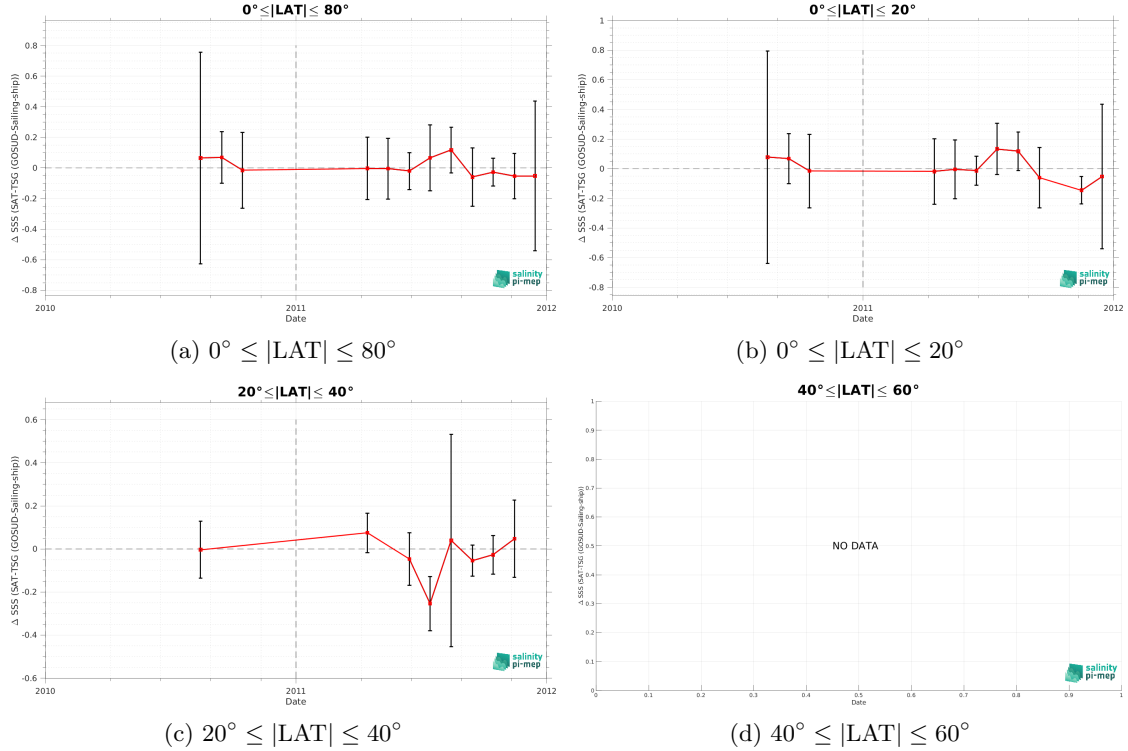 0°≤|LAT|≤ 80°
Δ SSS (SAT-TSG (GOSUD-Sailing-ship))
0.8
0.6
0.4
0.2
0
-0.2
-0.4
-0.6
-0.8
2010
2011
2012
Date
salinity
pi-mep
(a) 0° ≤ |LAT| ≤ 80°
0°≤|LAT|≤ 20°
Δ SSS (SAT-TSG (GOSUD-Sailing-ship))
1
0.8
0.6
0.4
0.2
0
-0.2
-0.4
-0.6
-0.8
2010
2011
2012
Date
salinity
pi-mep
(b) 0° ≤ |LAT| ≤ 20°
20°≤|LAT|≤ 40°
Δ SSS (SAT-TSG (GOSUD-Sailing-ship))
0.6
0.4
0.2
0
-0.2
-0.4
-0.6
2010
2011
2012
Date
salinity
pi-mep
(c) 20° ≤ |LAT| ≤ 40°
40°≤|LAT|≤ 60°
Δ SSS (SAT-TSG (GOSUD-Sailing-ship))
1
0.9
0.8
0.7
0.6
0.5
0.4
0.3
0.2
0.1
0
NO DATA
0
0.1
0.2
0.3
0.4
0.5
0.6
0.7
0.8
0.9
1
Date
salinity
pi-mep
(d) 40° ≤ |LAT| ≤ 60°